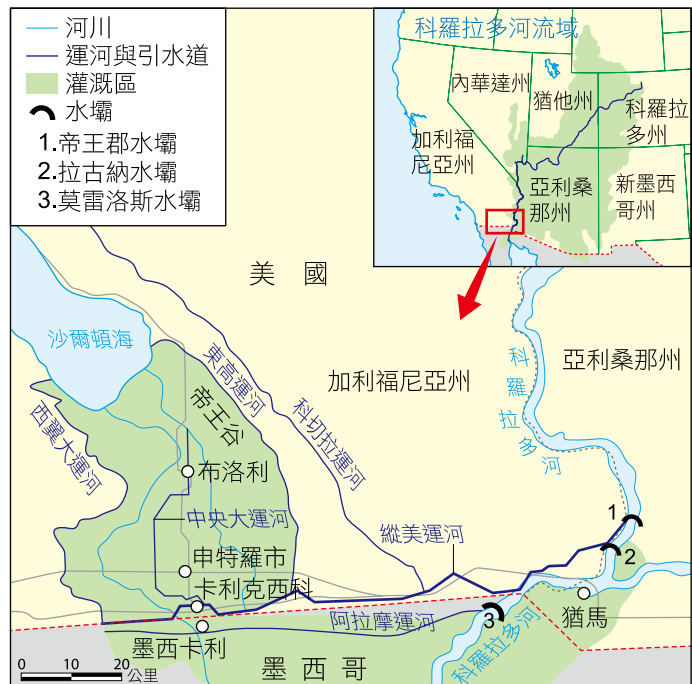 河川
運河與引水道
灌溉區
水壩
1.帝王郡水壩
2.拉古納水壩
3.莫雷洛斯水壩
科羅拉多河流域
內華達州
猶他州
科羅拉
多州
加利福
尼亞州
亞利桑
那州
新墨西
哥州
美國
沙爾頓海
東高運河
加利福尼亞州
亞利桑那州
科羅拉多河
帝王谷
科切拉運河
西翼大運河
布洛利
中央大運河
縱美運河
1
2
申特羅市
卡利克西科
猶馬
阿拉摩運河
3
墨西卡利
科羅拉多河
墨西哥
0 10 20
公里